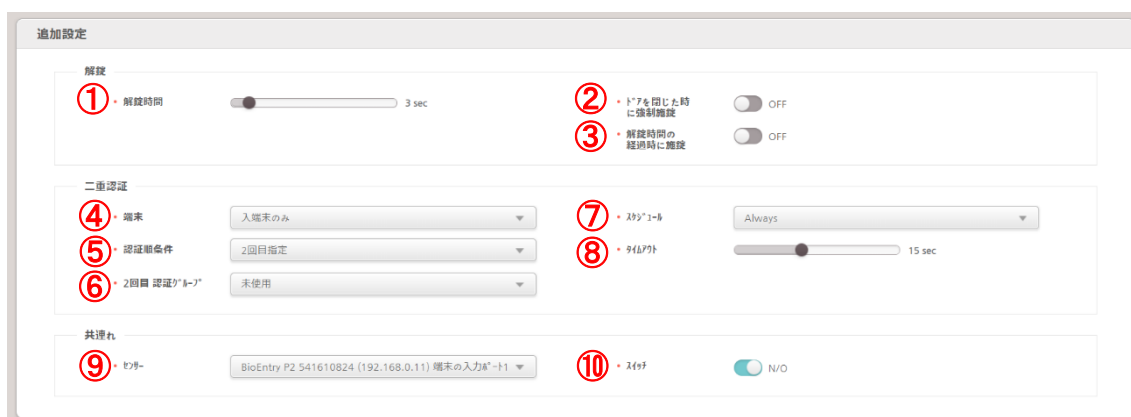 追加設定
解錠
① • 解錠時間 3 sec
② • ﾄﾞｱを閉じた時
に強制施錠 OFF
③ • 解錠時間の
経過時に施錠 OFF
二重認証
④ • 端末 入端末のみ
⑤ • 認証順条件 2回目指定
⑥ • 2回目 認証ｸﾞﾙｰﾌﾟ 未使用
⑦ • ｽｹｼﾞｭｰﾙ Always
⑧ • ﾀｲﾑｱｳﾄ 15 sec
共連れ
⑨ • ｾﾝｻｰ BioEntry P2 541610824 (192.168.0.11) 端末の入力ﾎﾟｰﾄ1
⑩ • ｽｲｯﾁ N/O